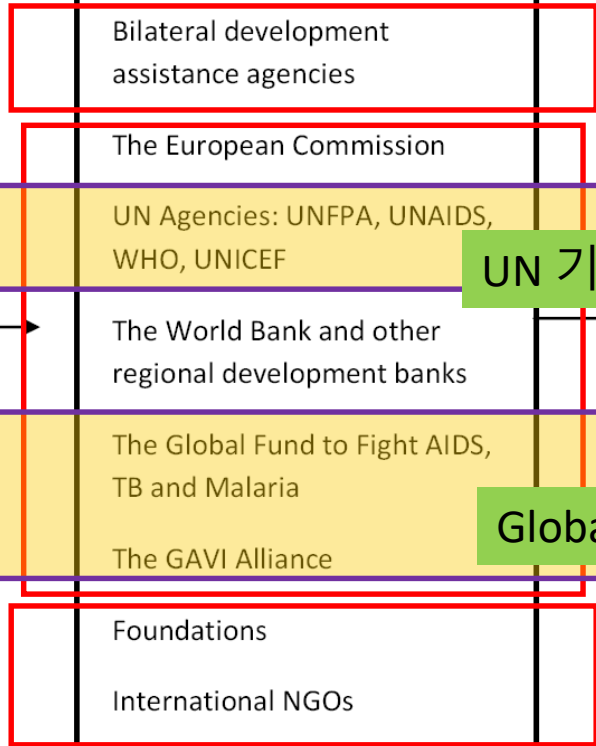 Bilateral development
assistance agencies
The European Commission
UN Agencies: UNFPA, UNAIDS,
WHO, UNICEF
UN 기
The World Bank and other
regional development banks
The Global Fund to Fight AIDS,
TB and Malaria
Globa
The GAVI Alliance
Foundations
International NGOs